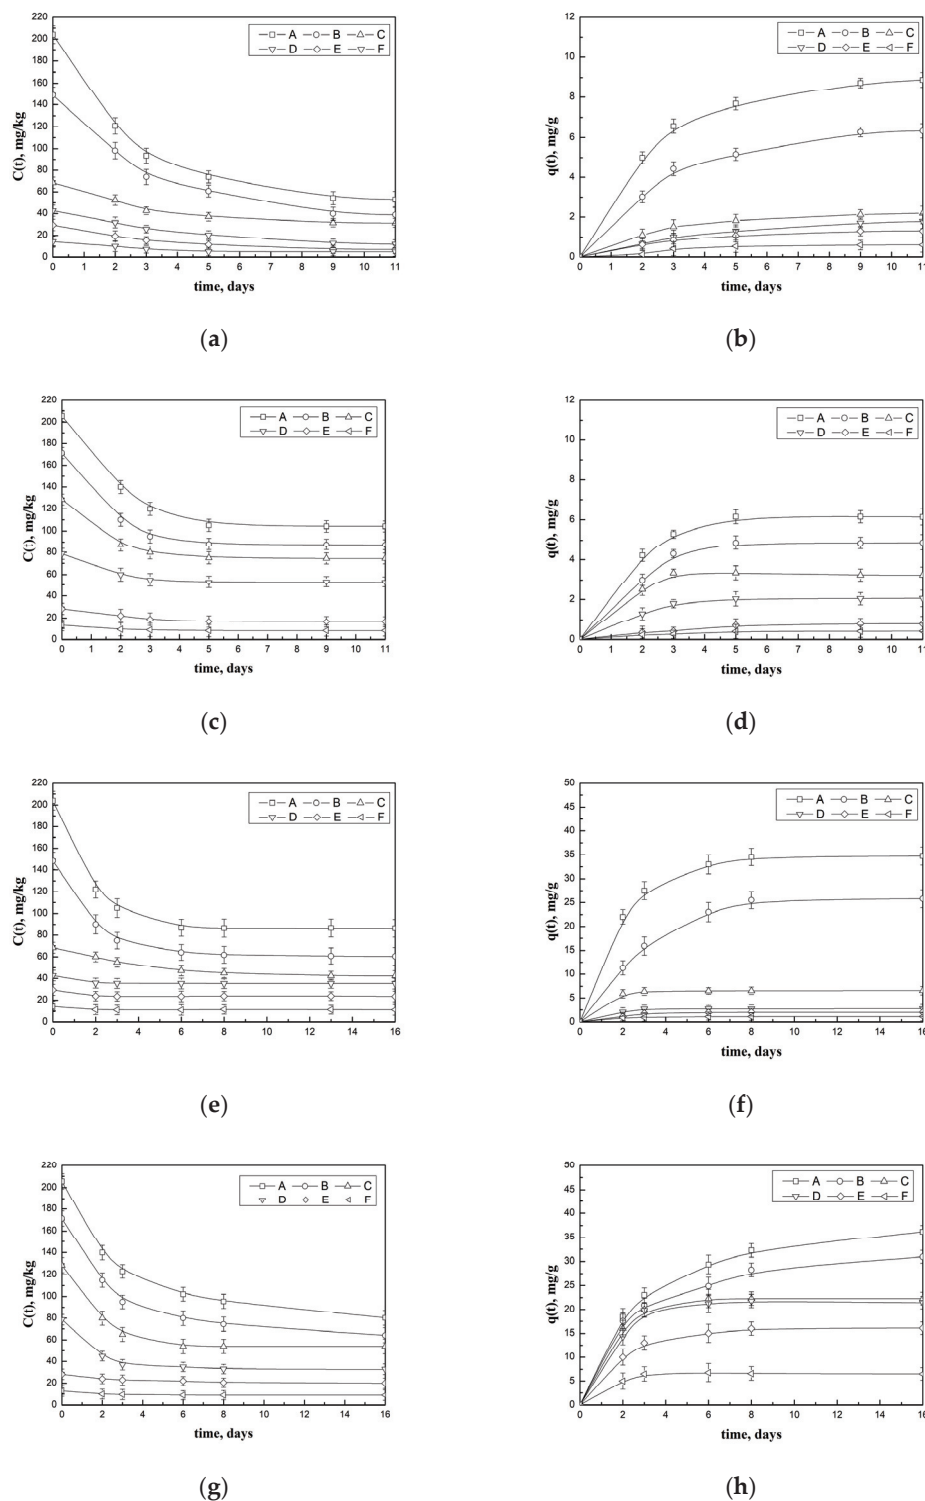 C(t), mg/kg
220
200
180
160
140
120
100
80
60
40
20
0
A B C
D E F
0 1 2 3 4 5 6 7 8 9 10 11
time, days
(a)
q(t), mg/g
12
10
8
6
4
2
0
A B C
D E F
0 1 2 3 4 5 6 7 8 9 10 11
time, days
(b)
C(t), mg/kg
220
200
180
160
140
120
100
80
60
40
20
0
A B C
D E F
0 1 2 3 4 5 6 7 8 9 10 11
time, days
(c)
q(t), mg/g
12
10
8
6
4
2
0
A B C
D E F
0 1 2 3 4 5 6 7 8 9 10 11
time, days
(d)
C(t), mg/kg
220
200
180
160
140
120
100
80
60
40
20
0
A B C
D E F
0 2 4 6 8 10 12 14 16
time, days
(e)
q(t), mg/g
50
45
40
35
30
25
20
15
10
5
0
A B C
D E F
0 2 4 6 8 10 12 14 16
time, days
(f)
C(t), mg/kg
220
200
180
160
140
120
100
80
60
40
20
0
A B C
D E F
0 2 4 6 8 10 12 14 16
time, days
(g)
q(t), mg/g
50
45
40
35
30
25
20
15
10
5
0
A B C
D E F
0 2 4 6 8 10 12 14 16
time, days
(h)